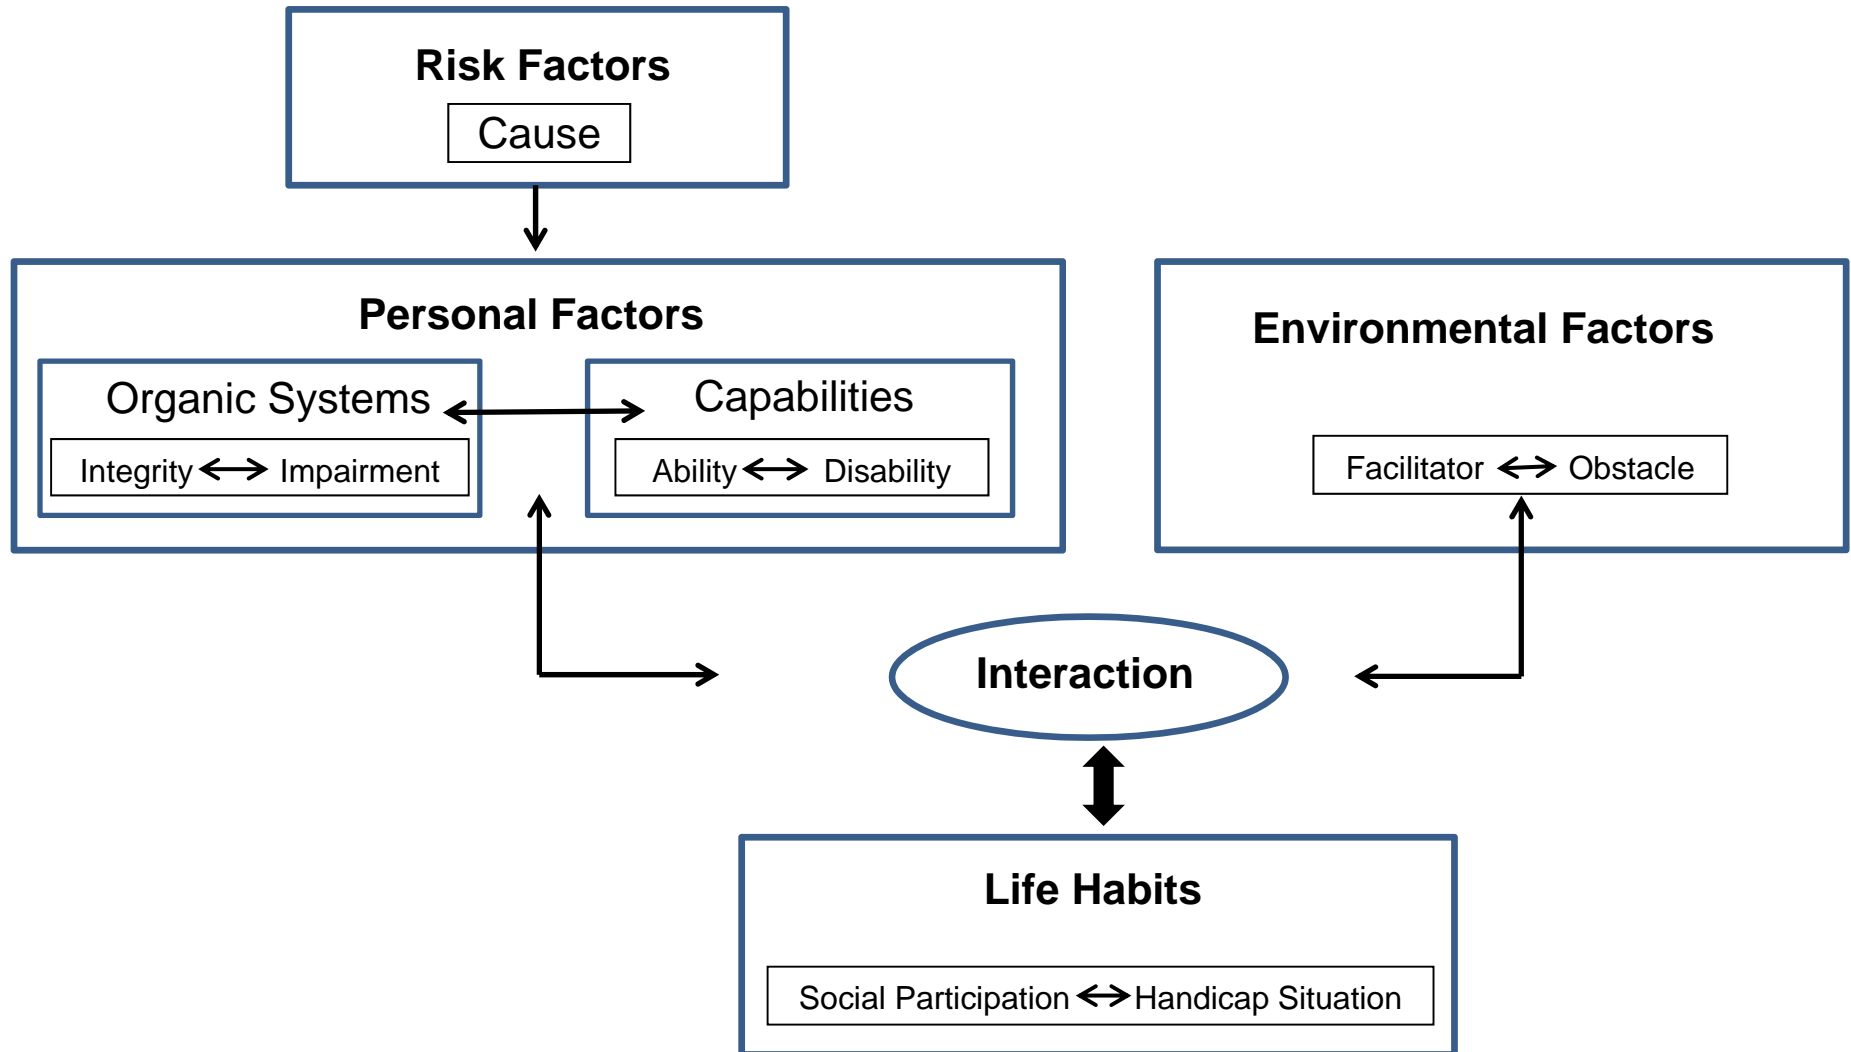 Risk Factors
Cause
Personal Factors
Organic Systems
Integrity Impairment
Capabilities
Ability Disability
Environmental Factors
Facilitator Obstacle
Interaction
Life Habits
Social Participation Handicap Situation